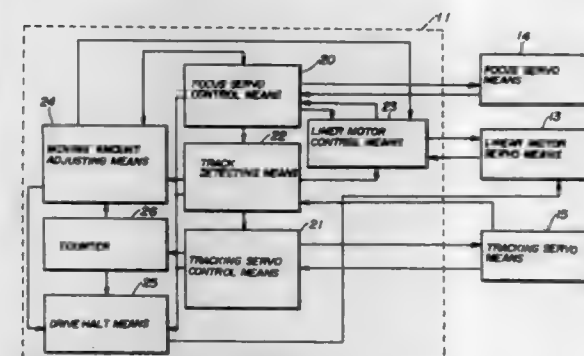 11
14
20
FOCUS SERVO
CONTROL MEANS
FOCUS SERVO
MEANS
24
23
13
MOVING AMOUNT
ADJUSTING MEANS
22
LINER MOTOR
CONTROL MEANS
LINEAR MOTOR
SERVO MEANS
TRACK
DETECTING MEANS
26
21
15
COUNTER
TRACKING SERVO
CONTROL MEANS
TRACKING SERVO
MEANS
25
DRIVE HALT MEANS